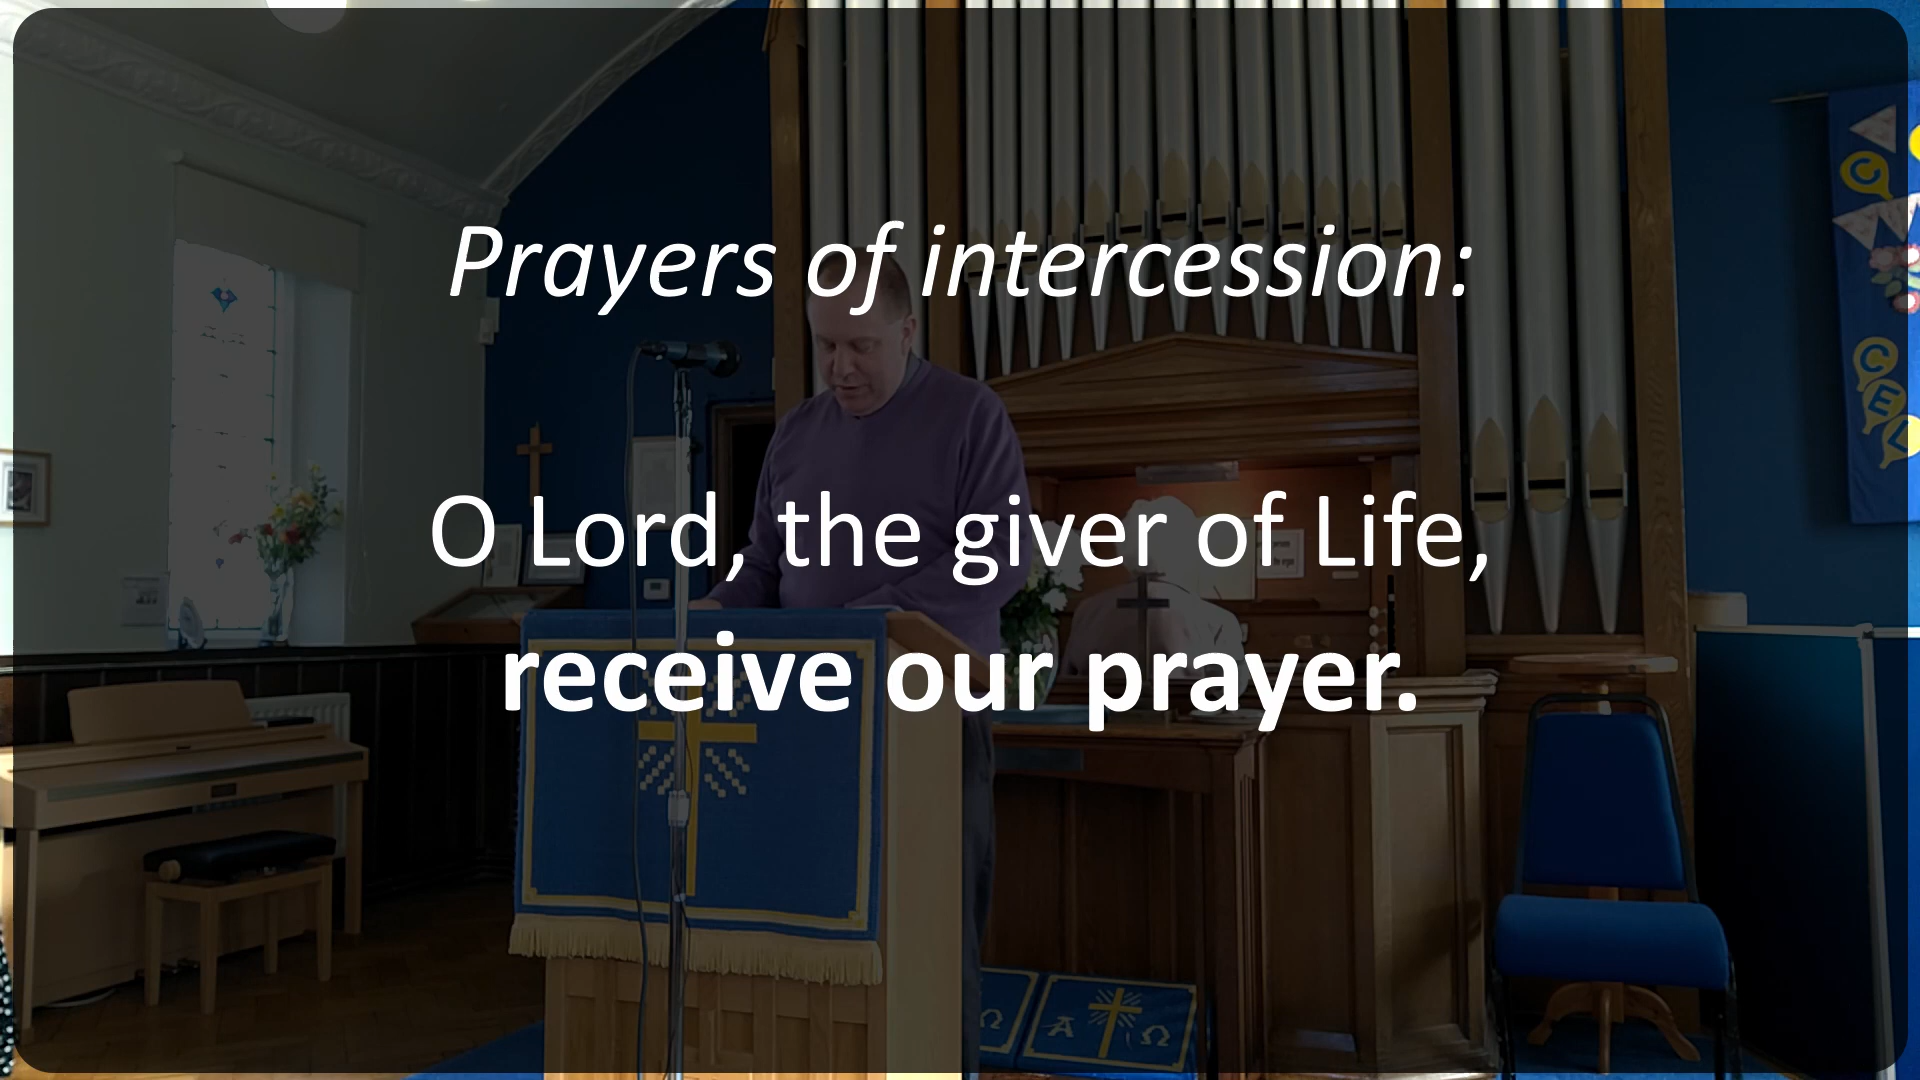 Prayers of intercession:
O Lord, the giver of Life,
receive our prayer.
C
C
E
L
Α Ω
Ω